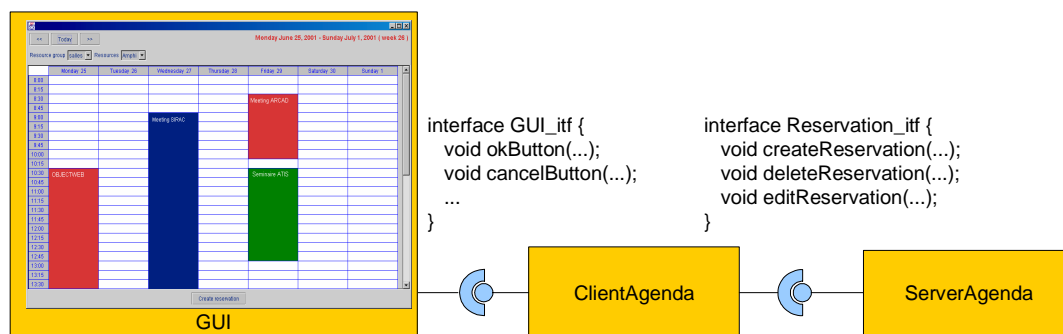 << Today >> Monday June 25, 2001 - Sunday July 1, 2001 ( week 26 )
Resource group salles Resources Amphi
Monday 25 Tuesday 26 Wednesday 27 Thursday 28 Friday 29 Saturday 30 Sunday 1
8:00
8:15
8:30
Meeting ARCAD
8:45
9:00
Meeting SIRAC
9:15
9:30
9:45
10:00
10:15
10:30
OBJECTWEB
Seminaire ATIS
10:45
11:00
11:15
11:30
11:45
12:00
12:15
12:30
12:45
13:00
13:15
13:30
Create reservation
GUI
interface GUI_itf {
void okButton(...);
void cancelButton(...);
...
}
interface Reservation_itf {
void createReservation(...);
void deleteReservation(...);
void editReservation(...);
}
ClientAgenda
ServerAgenda